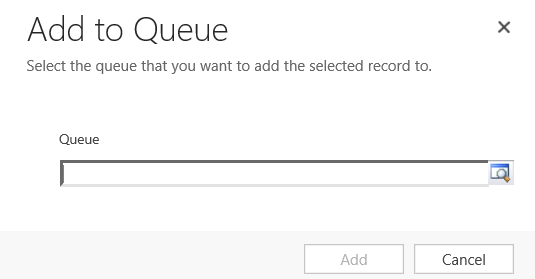 Add to Queue
Select the queue that you want to add the selected record to.
Queue
Add
Cancel